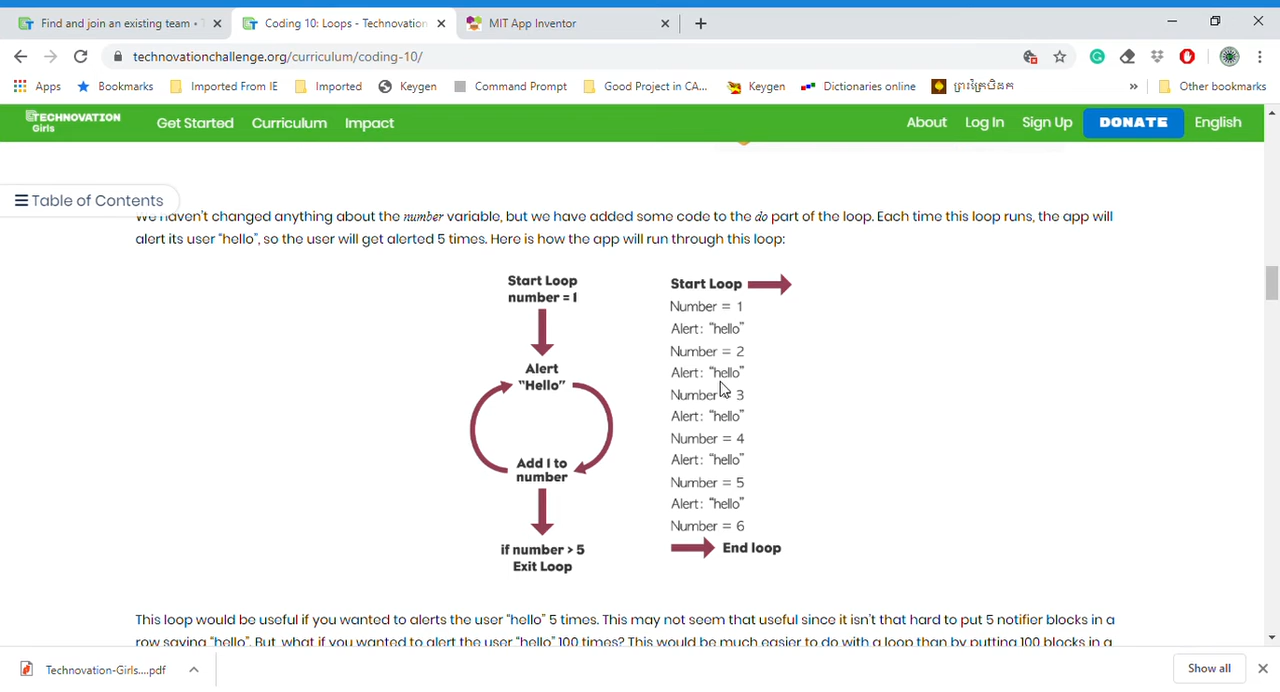 Find and join an existing team •
Coding 10: Loops - Technovation
MIT App Inventor
technovationchallenge.org/curriculum/coding-10/
Apps
Bookmarks
Imported From IE
Imported
Keygen
Command Prompt
Good Project in CA...
Keygen
Dictionaries online
ព្រះត្រៃបិដក
»
Other bookmarks
TECHNOVATION
Girls
Get Started
Curriculum
Impact
About
Log In
Sign Up
DONATE
English
Table of Contents
We haven't changed anything about the number variable, but we have added some code to the do part of the loop. Each time this loop runs, the app will
alert its user "hello", so the user will get alerted 5 times. Here is how the app will run through this loop:
Start Loop
number = 1
Alert
"Hello"
Add 1 to
number
if number > 5
Exit Loop
Start Loop
Number = 1
Alert: "hello"
Number = 2
Alert: "hello"
Number 3
Alert: "hello"
Number = 4
Alert: "hello"
Number = 5
Alert: "hello"
Number = 6
End loop
This loop would be useful if you wanted to alerts the user "hello" 5 times. This may not seem that useful since it isn't that hard to put 5 notifier blocks in a
row saying "hello". But, what if you wanted to alert the user "hello" 100 times? This would be much easier to do with a loop than by putting 100 blocks in a
Technovation-Girls....pdf
Show all